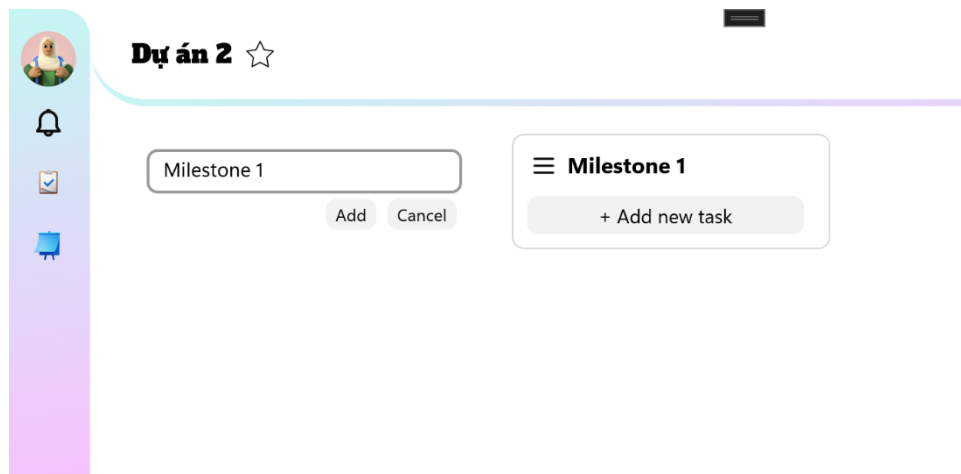 Dự án 2
Milestone 1
Add Cancel
Milestone 1
+ Add new task